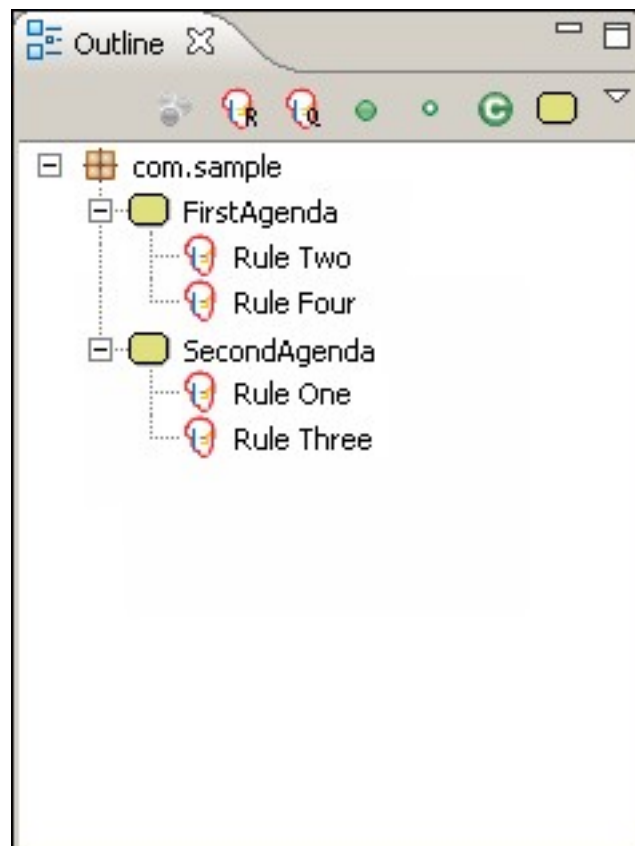 Outline
R Q C
com.sample
FirstAgenda
Rule Two
Rule Four
SecondAgenda
Rule One
Rule Three